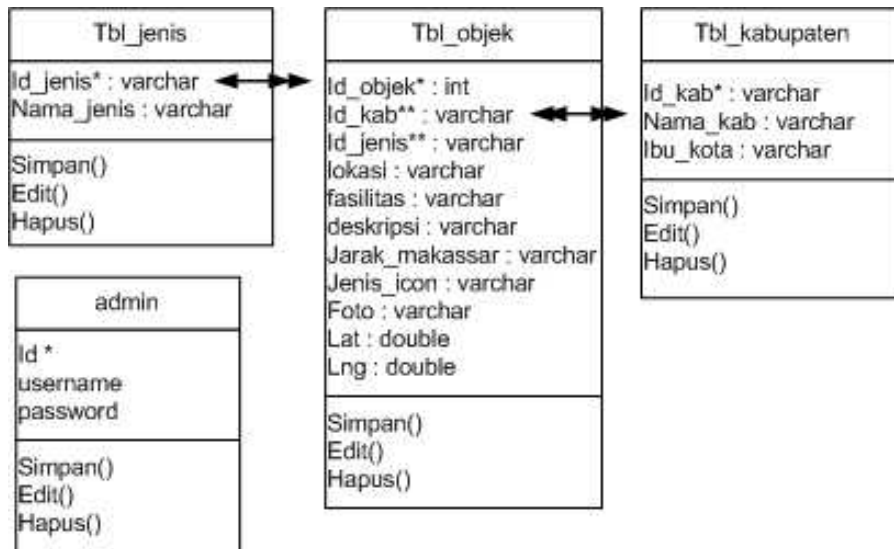 Tbl_jenis
Id_jenis* : varchar
Nama_jenis : varchar
Simpan()
Edit()
Hapus()
admin
Id *
username
password
Simpan()
Edit()
Hapus()
Tbl_objek
Id_objek* : int
Id_kab** : varchar
Id_jenis** : varchar
lokasi : varchar
fasilitas : varchar
deskripsi : varchar
Jarak_makassar : varchar
Jenis_icon : varchar
Foto : varchar
Lat : double
Lng : double
Simpan()
Edit()
Hapus()
Tbl_kabupaten
Id_kab* : varchar
Nama_kab : varchar
Ibu_kota : varchar
Simpan()
Edit()
Hapus()